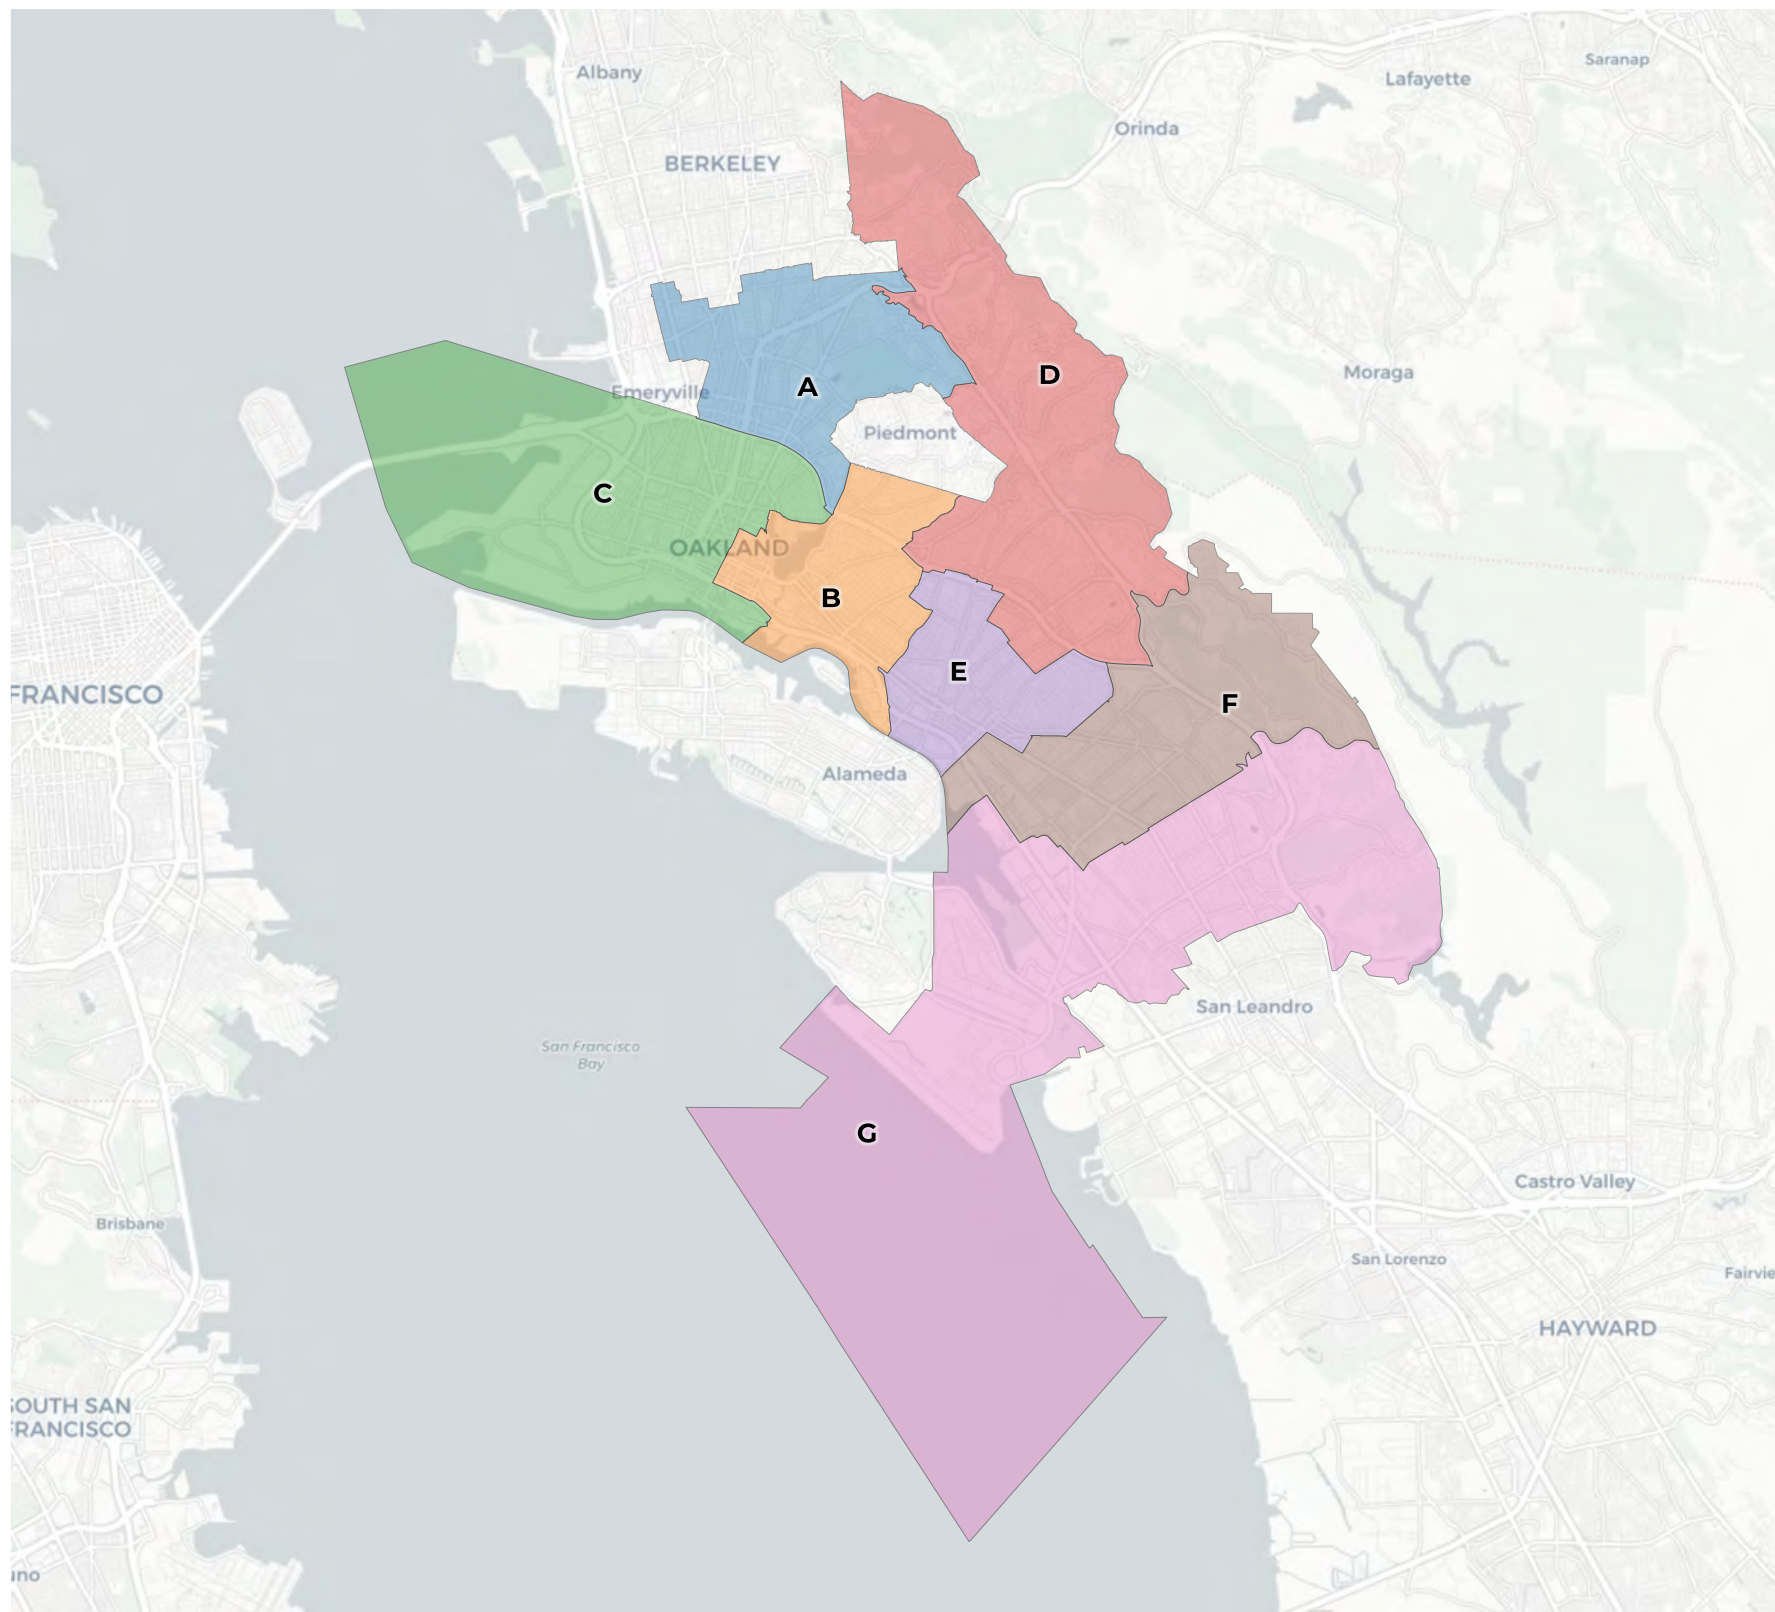 Albany
Saranap
Lafayette
Orinda
BERKELEY
Moraga
D
A
Emeryville
Piedmont
C
OAKLAND
B
E
FRANCISCO
F
Alameda
San Leandro
San Francisco
Bay
G
Castro Valley
Brisbane
San Lorenzo
Fairvie
HAYWARD
SOUTH SAN
FRANCISCO
uno